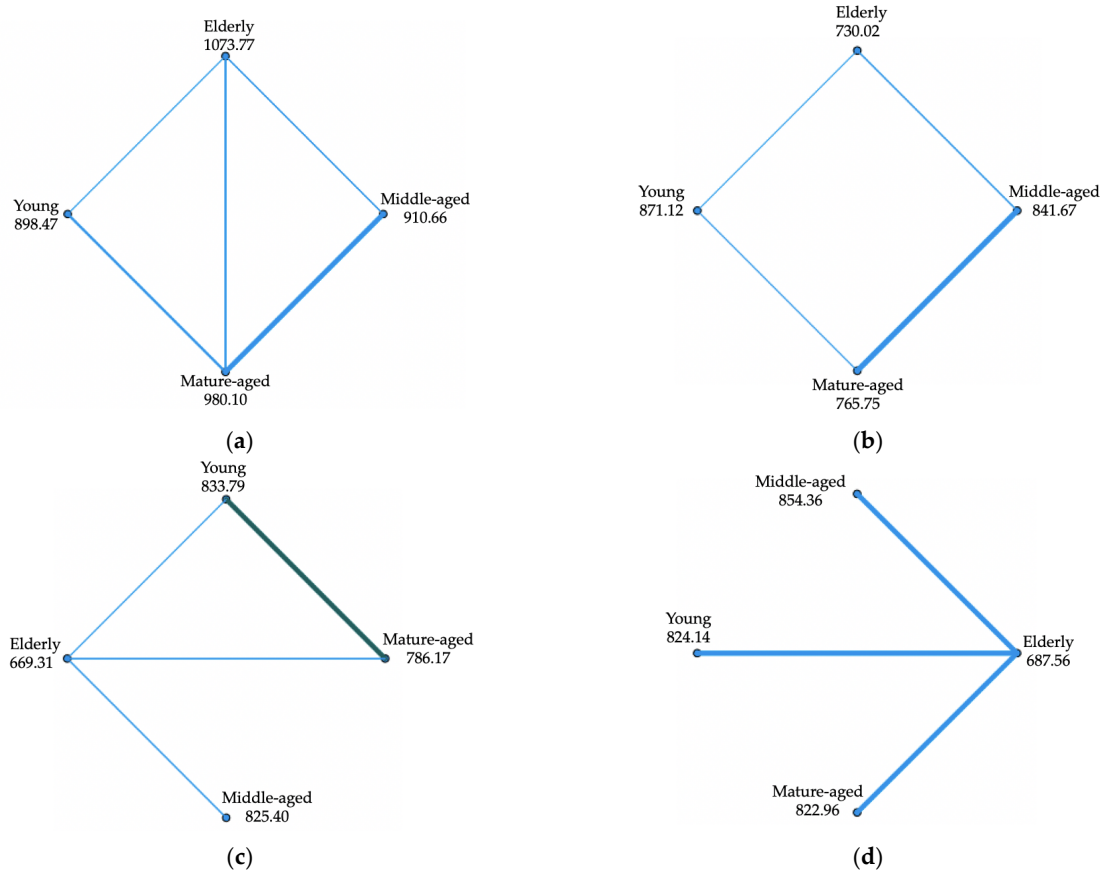 Elderly
1073.77
Young
898.47
Middle-aged
910.66
Mature-aged
980.10
(a)
Elderly
730.02
Young
871.12
Middle-aged
841.67
Mature-aged
765.75
(b)
Young
833.79
Elderly
669.31
Mature-aged
786.17
Middle-aged
825.40
(c)
Middle-aged
854.36
Young
824.14
Elderly
687.56
Mature-aged
822.96
(d)